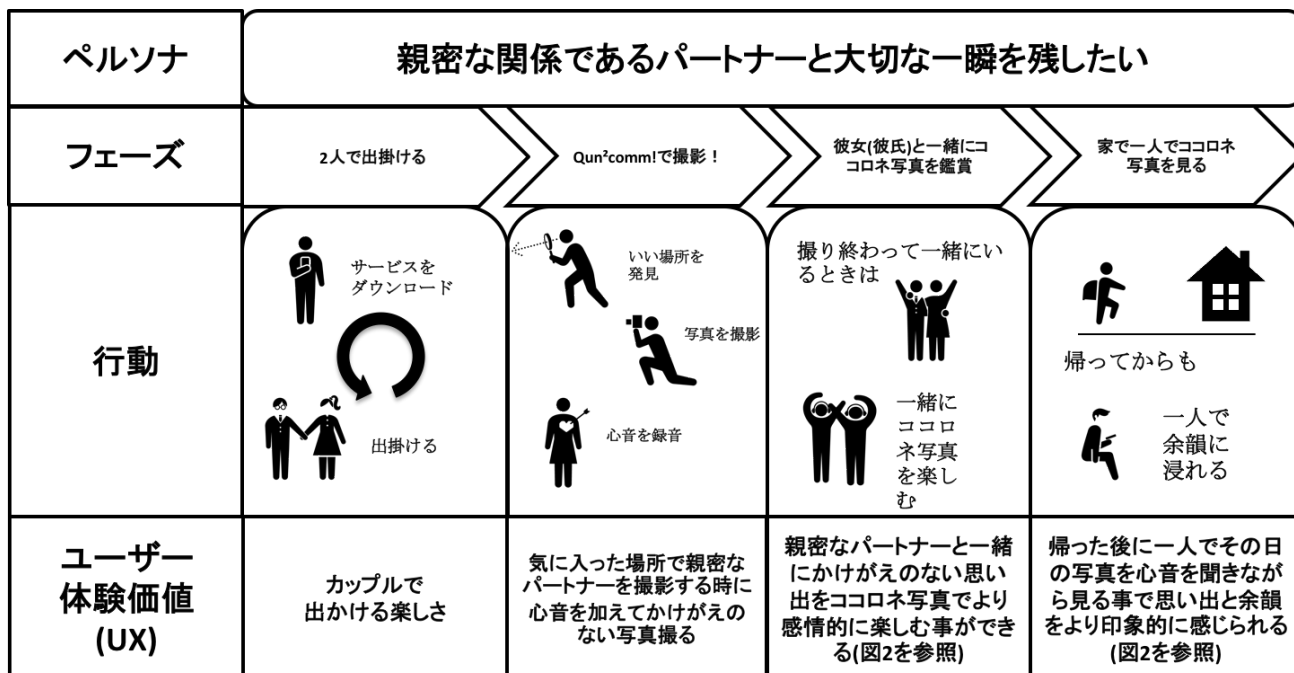 ペルソナ
親密な関係であるパートナーと大切な一瞬を残したい
フェーズ
2人で出掛ける
Qun²comm!で撮影！
彼女(彼氏)と一緒にコ
コロネ写真を鑑賞
家で一人でココロネ
写真を見る
行動
サービスを
ダウンロード
出掛ける
いい場所を
発見
写真を撮影
心音を録音
撮り終わって一緒にい
るときは
一緒に
ココロ
ネ写真
を楽し
む
帰ってからも
一人で
余韻に
浸れる
ユーザー
体験価値
(UX)
カップルで
出かける楽しさ
気に入った場所で親密な
パートナーを撮影する時に
心音を加えてかけがえの
ない写真撮る
親密なパートナーと一緒
にかけがえのない思い
出をココロネ写真でより
感情的に楽しむ事ができ
る(図2を参照)
帰った後に一人でその日
の写真を心音を聞きなが
ら見る事で思い出と余韻
をより印象的に感じられる
(図2を参照)